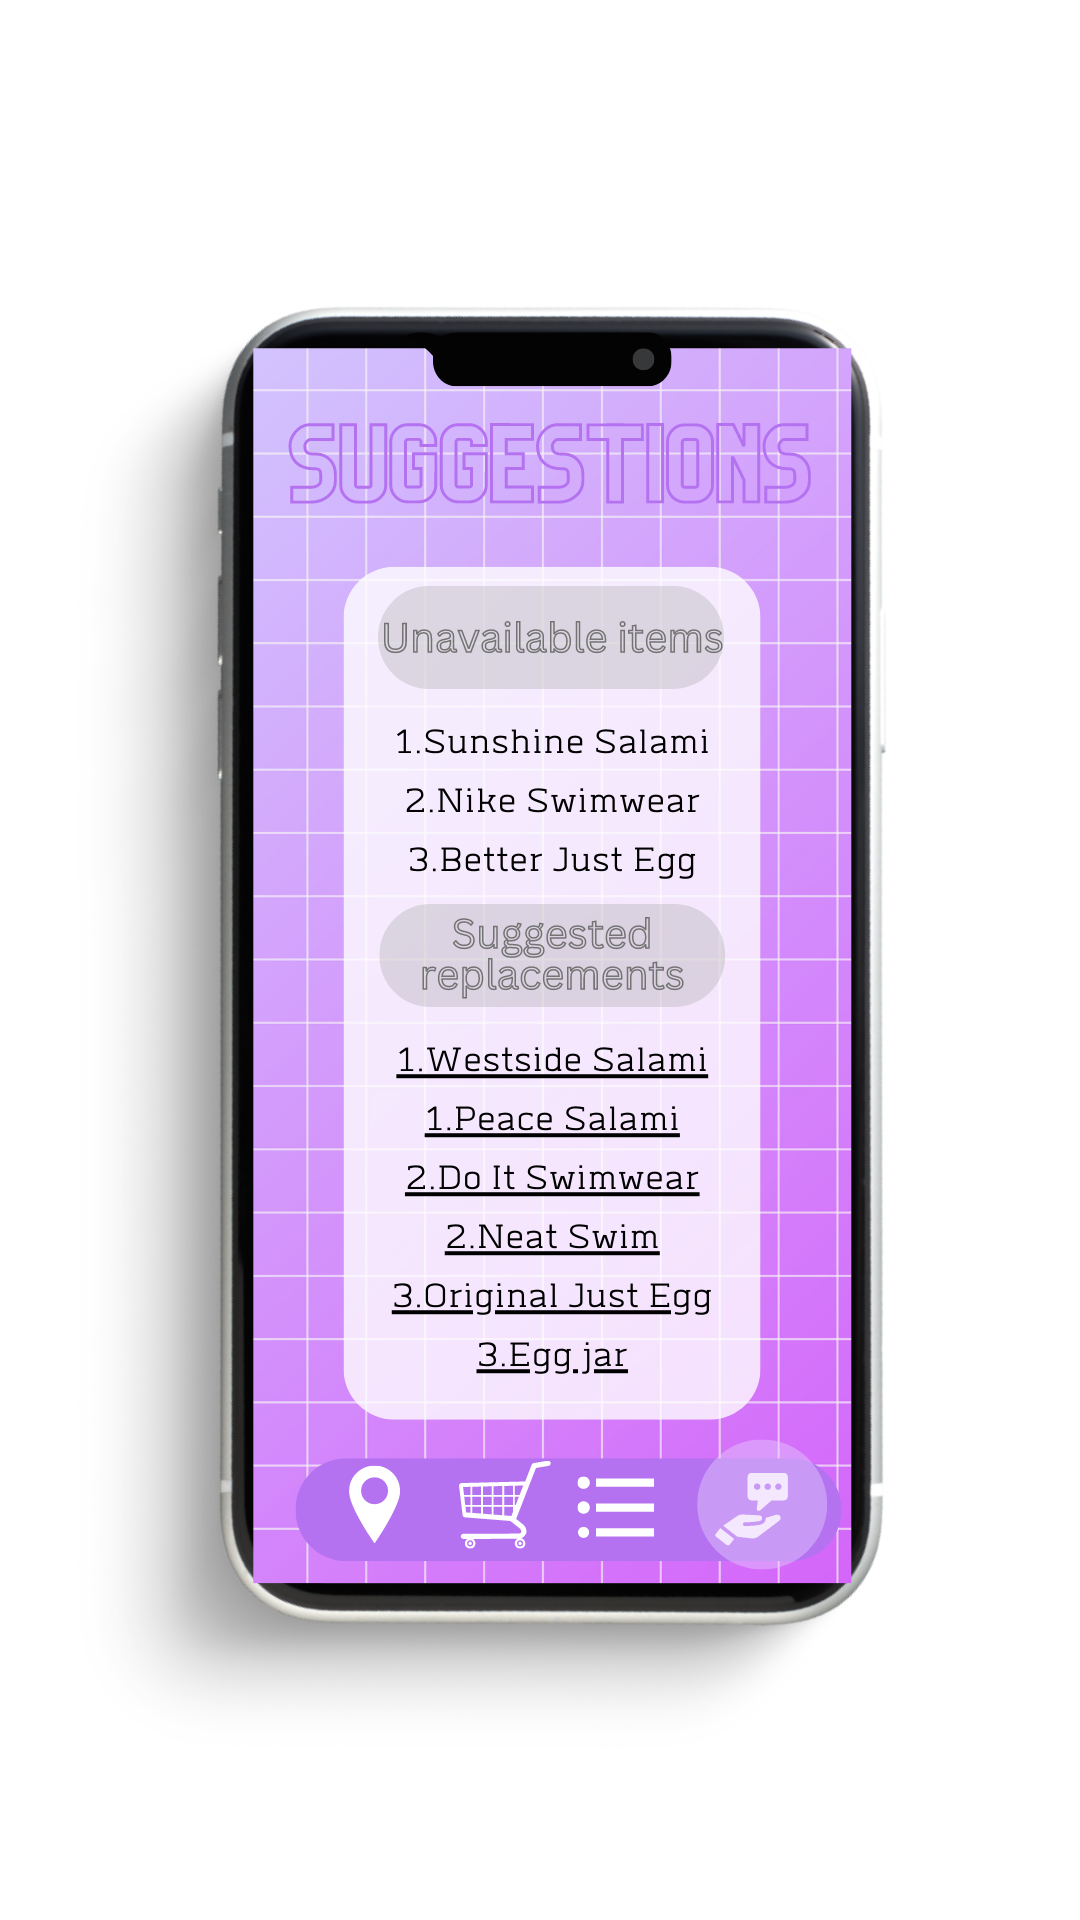 SUGGESTIONS
Unavailable items
1.Sunshine Salami
2.Nike Swimwear
3.Better Just Egg
Suggested
replacements
1.Westside Salami
1.Peace Salami
2.Do It Swimwear
2.Neat Swim
3.Original Just Egg
3.Egg jar